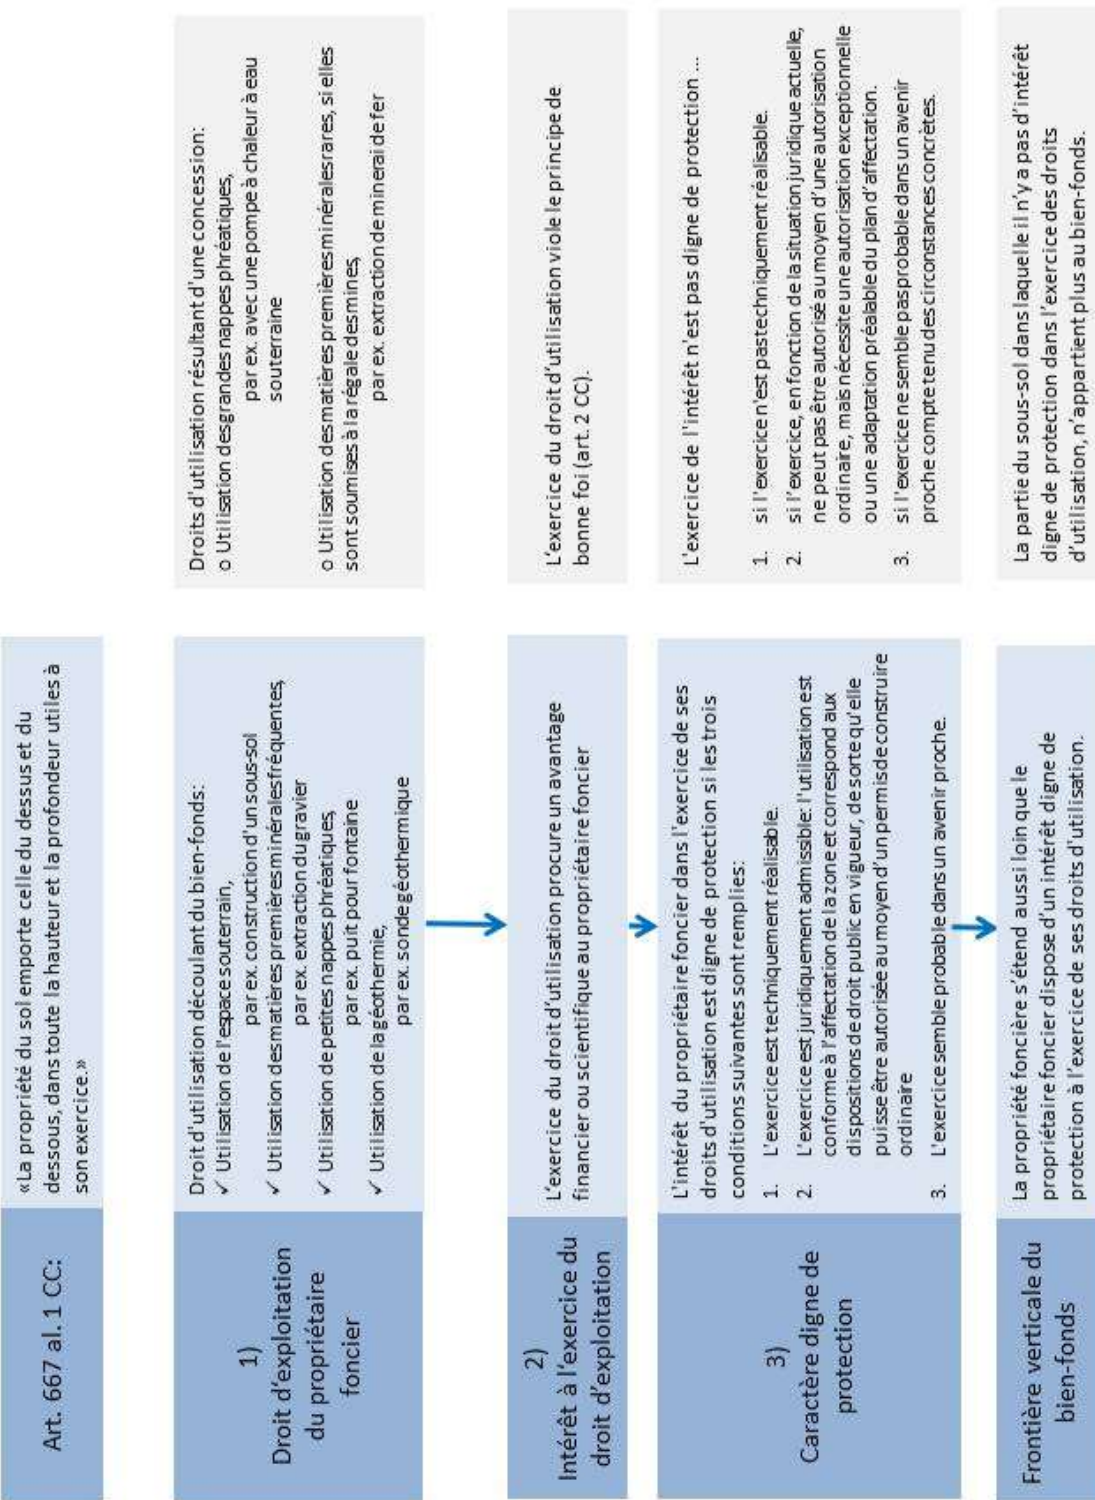 Art. 667 al. 1 CC:
«La propriété du sol emporte celle du dessus et du
dessous, dans toute la hauteur et la profondeur utiles à
son exercice.»
1)
Droit d'exploitation
du propriétaire
foncier
Droit d'utilisation découlant du bien-fonds:
✓ Utilisation de l'espace souterrain,
par ex. construction d'un sous-sol
✓ Utilisation des matières premières minérales fréquentes,
par ex. extraction du gravier
✓ Utilisation de petites nappes phréatiques,
par ex. puit pour fontaine
✓ Utilisation de la géothermie,
par ex. sonde géothermique
Droits d'utilisation résultant d'une concession:
o Utilisation des grandes nappes phréatiques,
par ex. avec une pompe à chaleur à eau
souterraine
o Utilisation des matières premières minérales rares, si elles
sont soumises à la régale des mines,
par ex. extraction de minerai de fer
2)
Intérêt à l'exercice du
droit d'exploitation
L'exercice du droit d'utilisation procure un avantage
financier ou scientifique au propriétaire foncier
L'exercice du droit d'utilisation viole le principe de
bonne foi (art. 2 CC).
3)
Caractère digne de
protection
L'intérêt du propriétaire foncier dans l'exercice de ses
droits d'utilisation est digne de protection si les trois
conditions suivantes sont remplies:
1. L'exercice est techniquement réalisable.
2. L'exercice est juridiquement admissible: l'utilisation est
conforme à l'affectation de la zone et correspond aux
dispositions de droit public en vigueur, de sorte qu'elle
puisse être autorisée au moyen d'un permis de construire
ordinaire
3. L'exercice semble probable dans un avenir proche.
L'exercice de l'intérêt n'est pas digne de protection ...
1. si l'exercice n'est pas techniquement réalisable.
2. si l'exercice, en fonction de la situation juridique actuelle,
ne peut pas être autorisé au moyen d'une autorisation
ordinaire, mais nécessite une autorisation exceptionnelle
ou une adaptation préalable du plan d'affectation.
3. si l'exercice ne semble pas probable dans un avenir
proche compte tenu des circonstances concrètes.
Frontière verticale du
bien-fonds
La propriété foncière s'étend aussi loin que le
propriétaire foncier dispose d'un intérêt digne de
protection à l'exercice de ses droits d'utilisation.
La partie du sous-sol dans laquelle il n'y a pas d'intérêt
digne de protection dans l'exercice des droits
d'utilisation, n'appartient plus au bien-fonds.